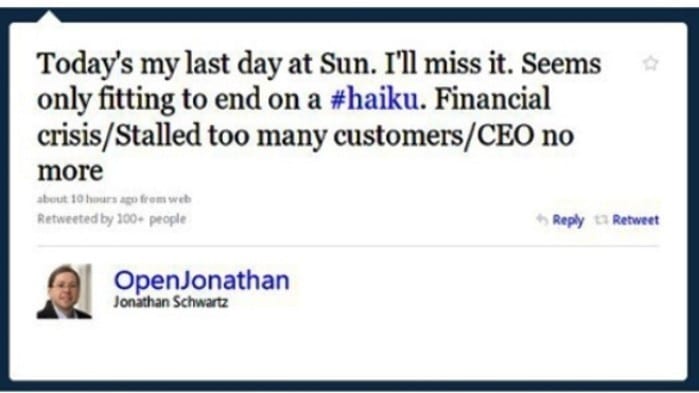 Today's my last day at Sun. I'll miss it. Seems
only fitting to end on a #haiku. Financial
crisis/Stalled too many customers/CEO no
more
about 10 hours ago from web
Retweeted by 100+ people
Reply Retweet
OpenJonathan
Jonathan Schwartz